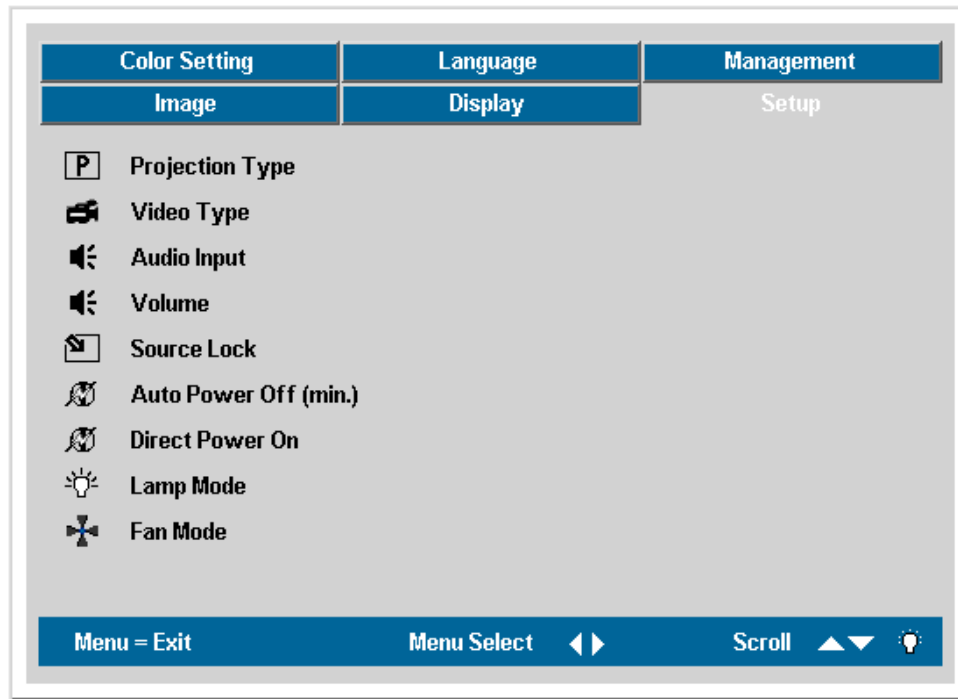 Color Setting Language Management
Image Display Setup
P Projection Type
Video Type
Audio Input
Volume
Source Lock
Auto Power Off (min.)
Direct Power On
Lamp Mode
Fan Mode
Menu = Exit Menu Select Scroll